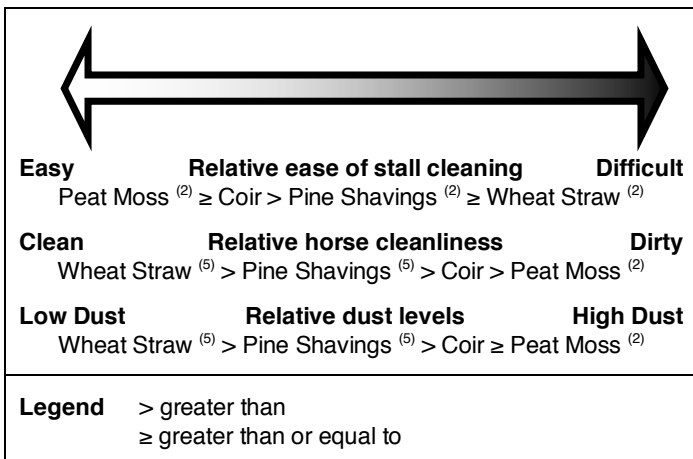 Easy Relative ease of stall cleaning Difficult
Peat Moss (2) ≥ Coir > Pine Shavings (2) ≥ Wheat Straw (2)
Clean Relative horse cleanliness Dirty
Wheat Straw (5) > Pine Shavings (5) > Coir > Peat Moss (2)
Low Dust Relative dust levels High Dust
Wheat Straw (5) > Pine Shavings (5) > Coir ≥ Peat Moss (2)
Legend > greater than
≥ greater than or equal to